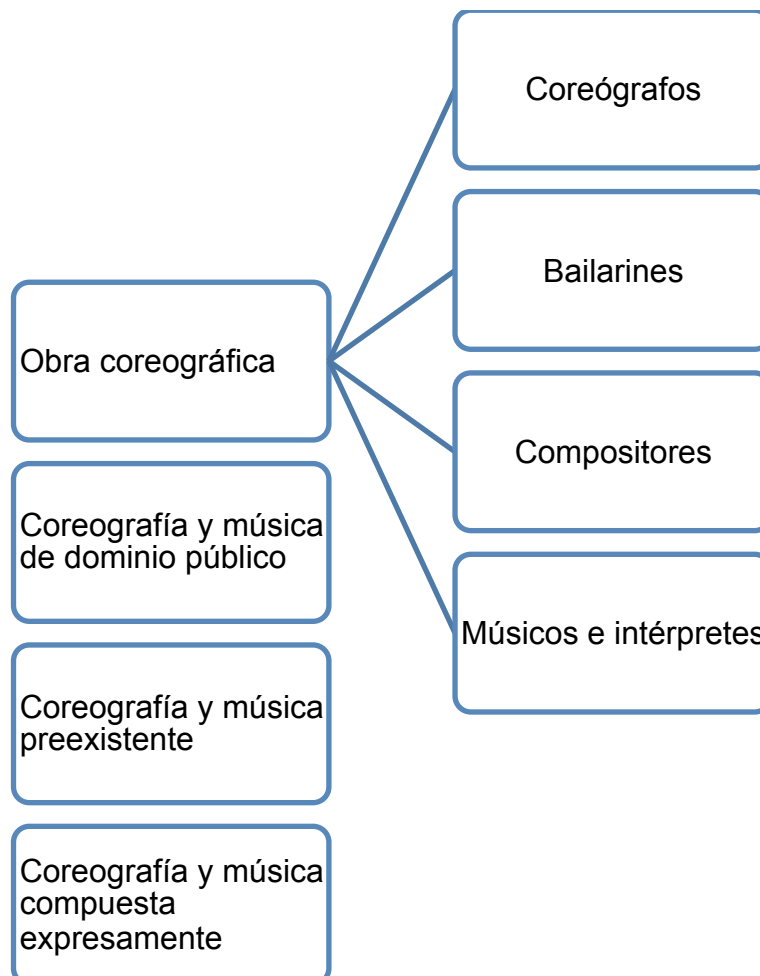 Coreógrafos
Bailarines
Obra coreográfica
Compositores
Coreografía y música
de dominio público
Músicos e intérpretes
Coreografía y música
preexistente
Coreografía y música
compuesta
expresamente